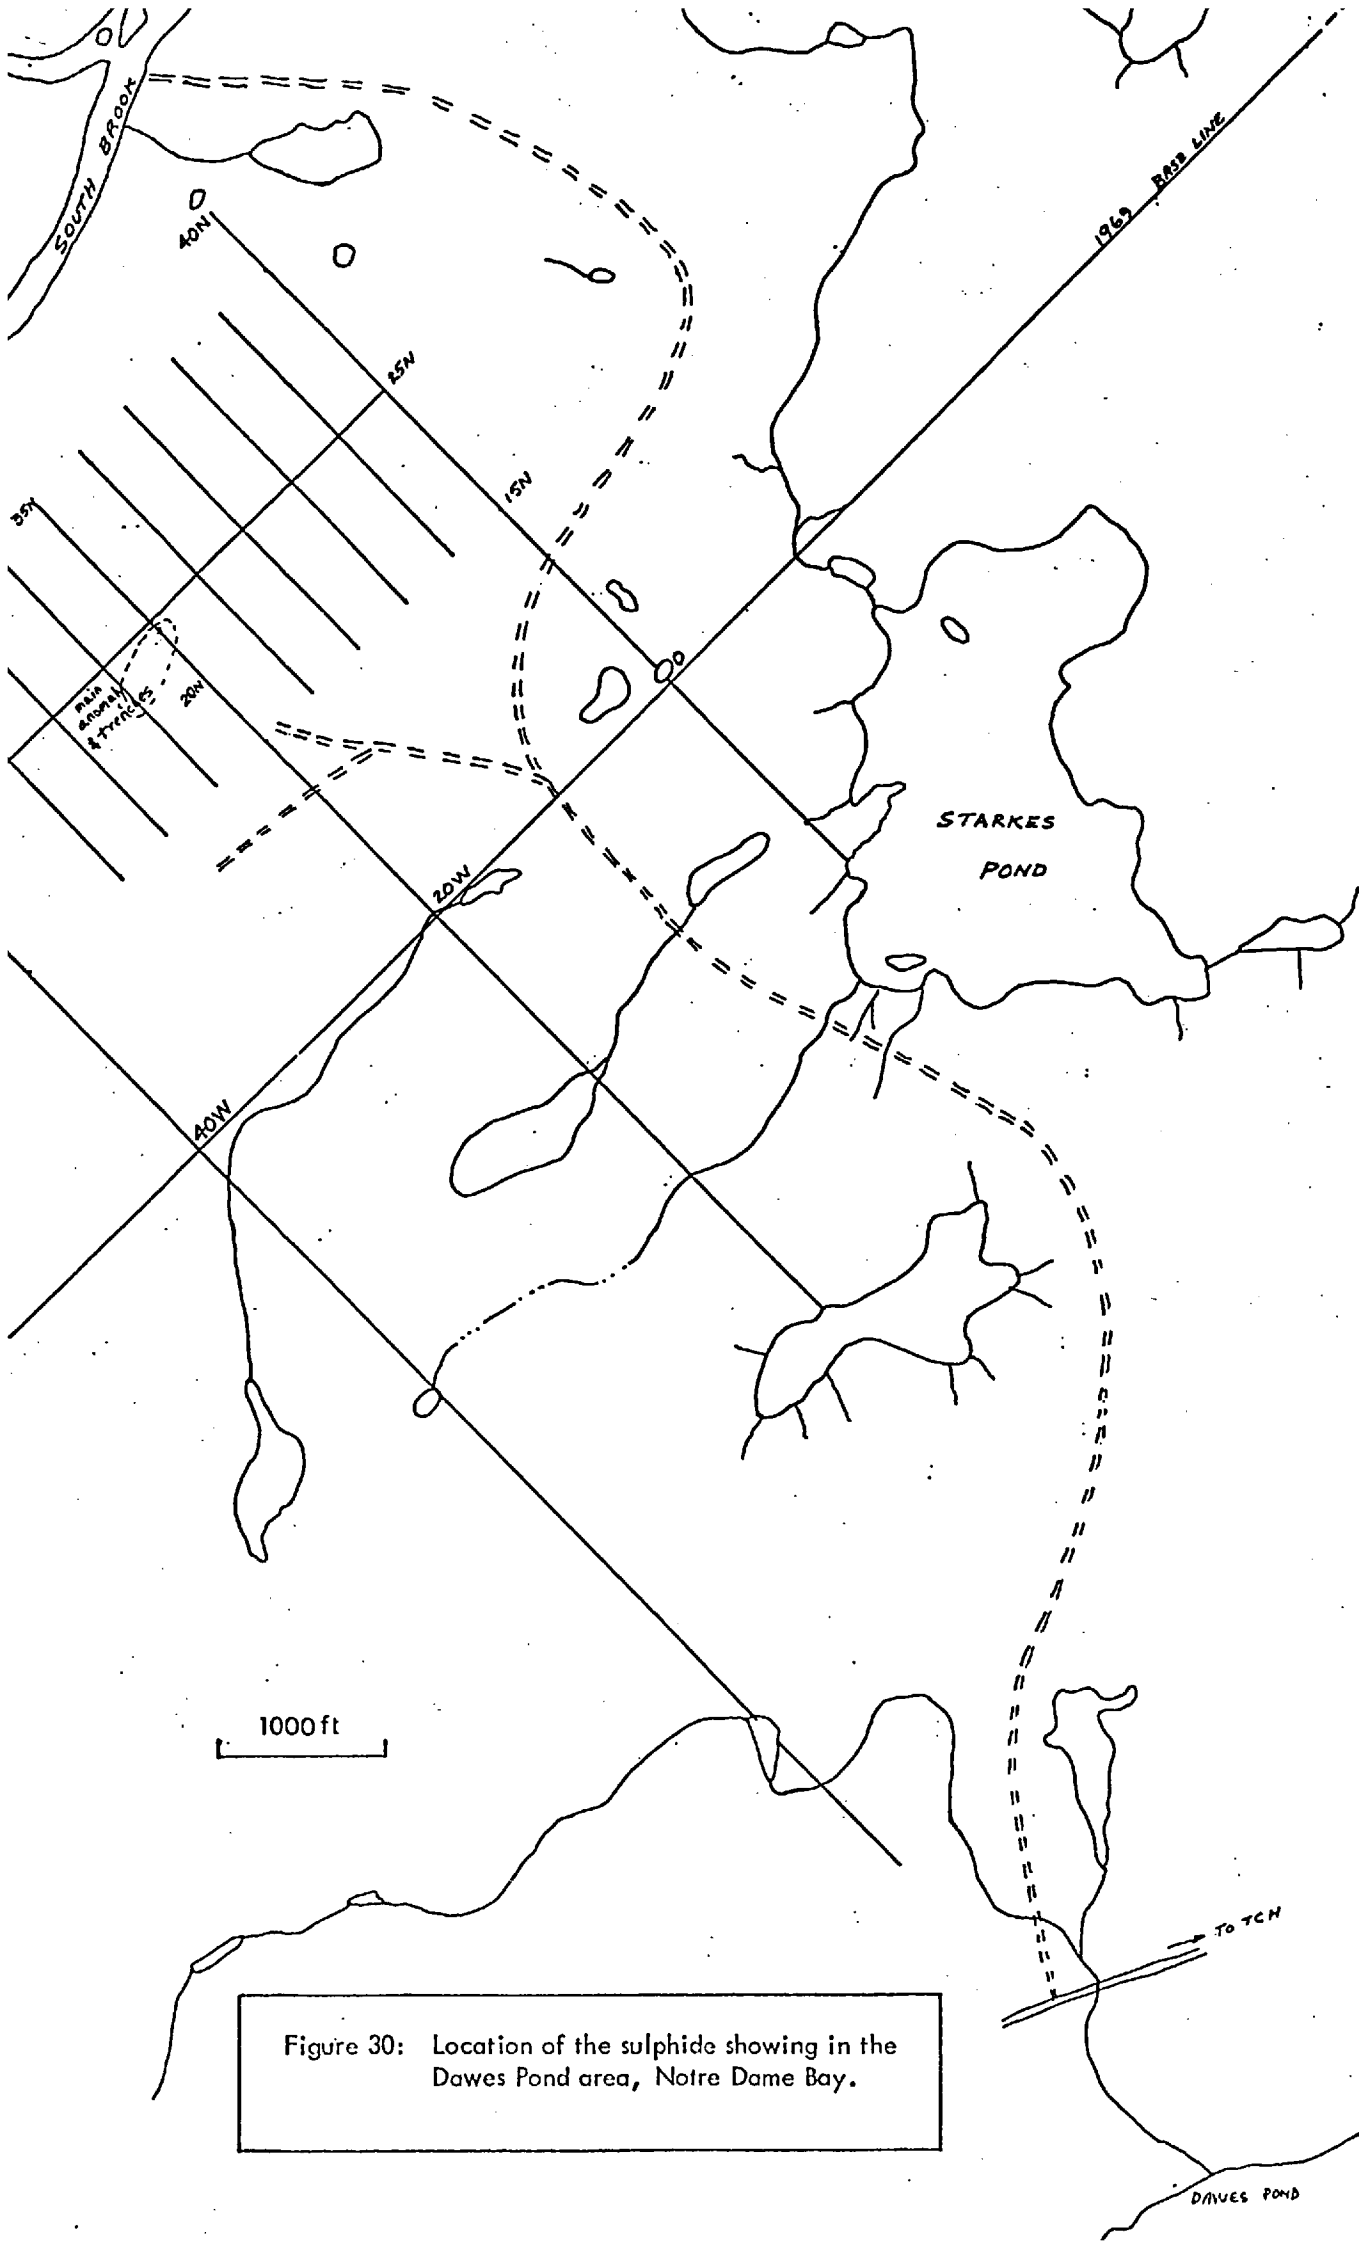 SOUTH BROOK
40N
25N
1969 BASE LINE
15N
35N
main
anomaly
& trenches
20N
STARKES
POND
20W
40W
1000 ft
TO TCH
Figure 30: Location of the sulphide showing in the
Dawes Pond area, Notre Dame Bay.
DAWES POND